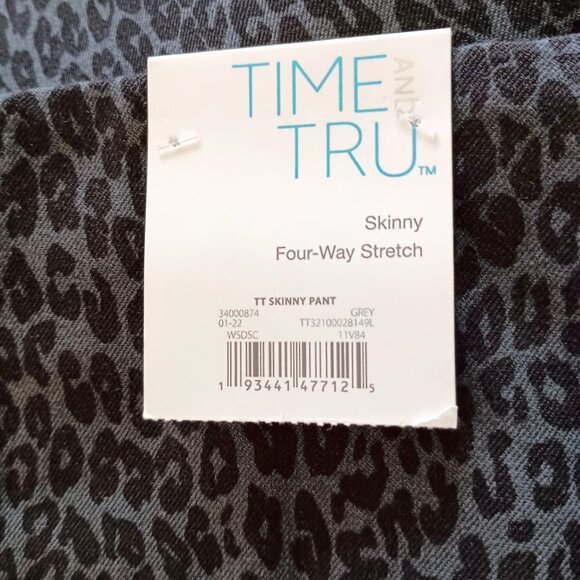 TIME
AND
TRU™
Skinny
Four-Way Stretch
TT SKINNY PANT
34000874 GREY
01-22 TT32100028149L
WSDSC 11V84
1 93441 47712 5